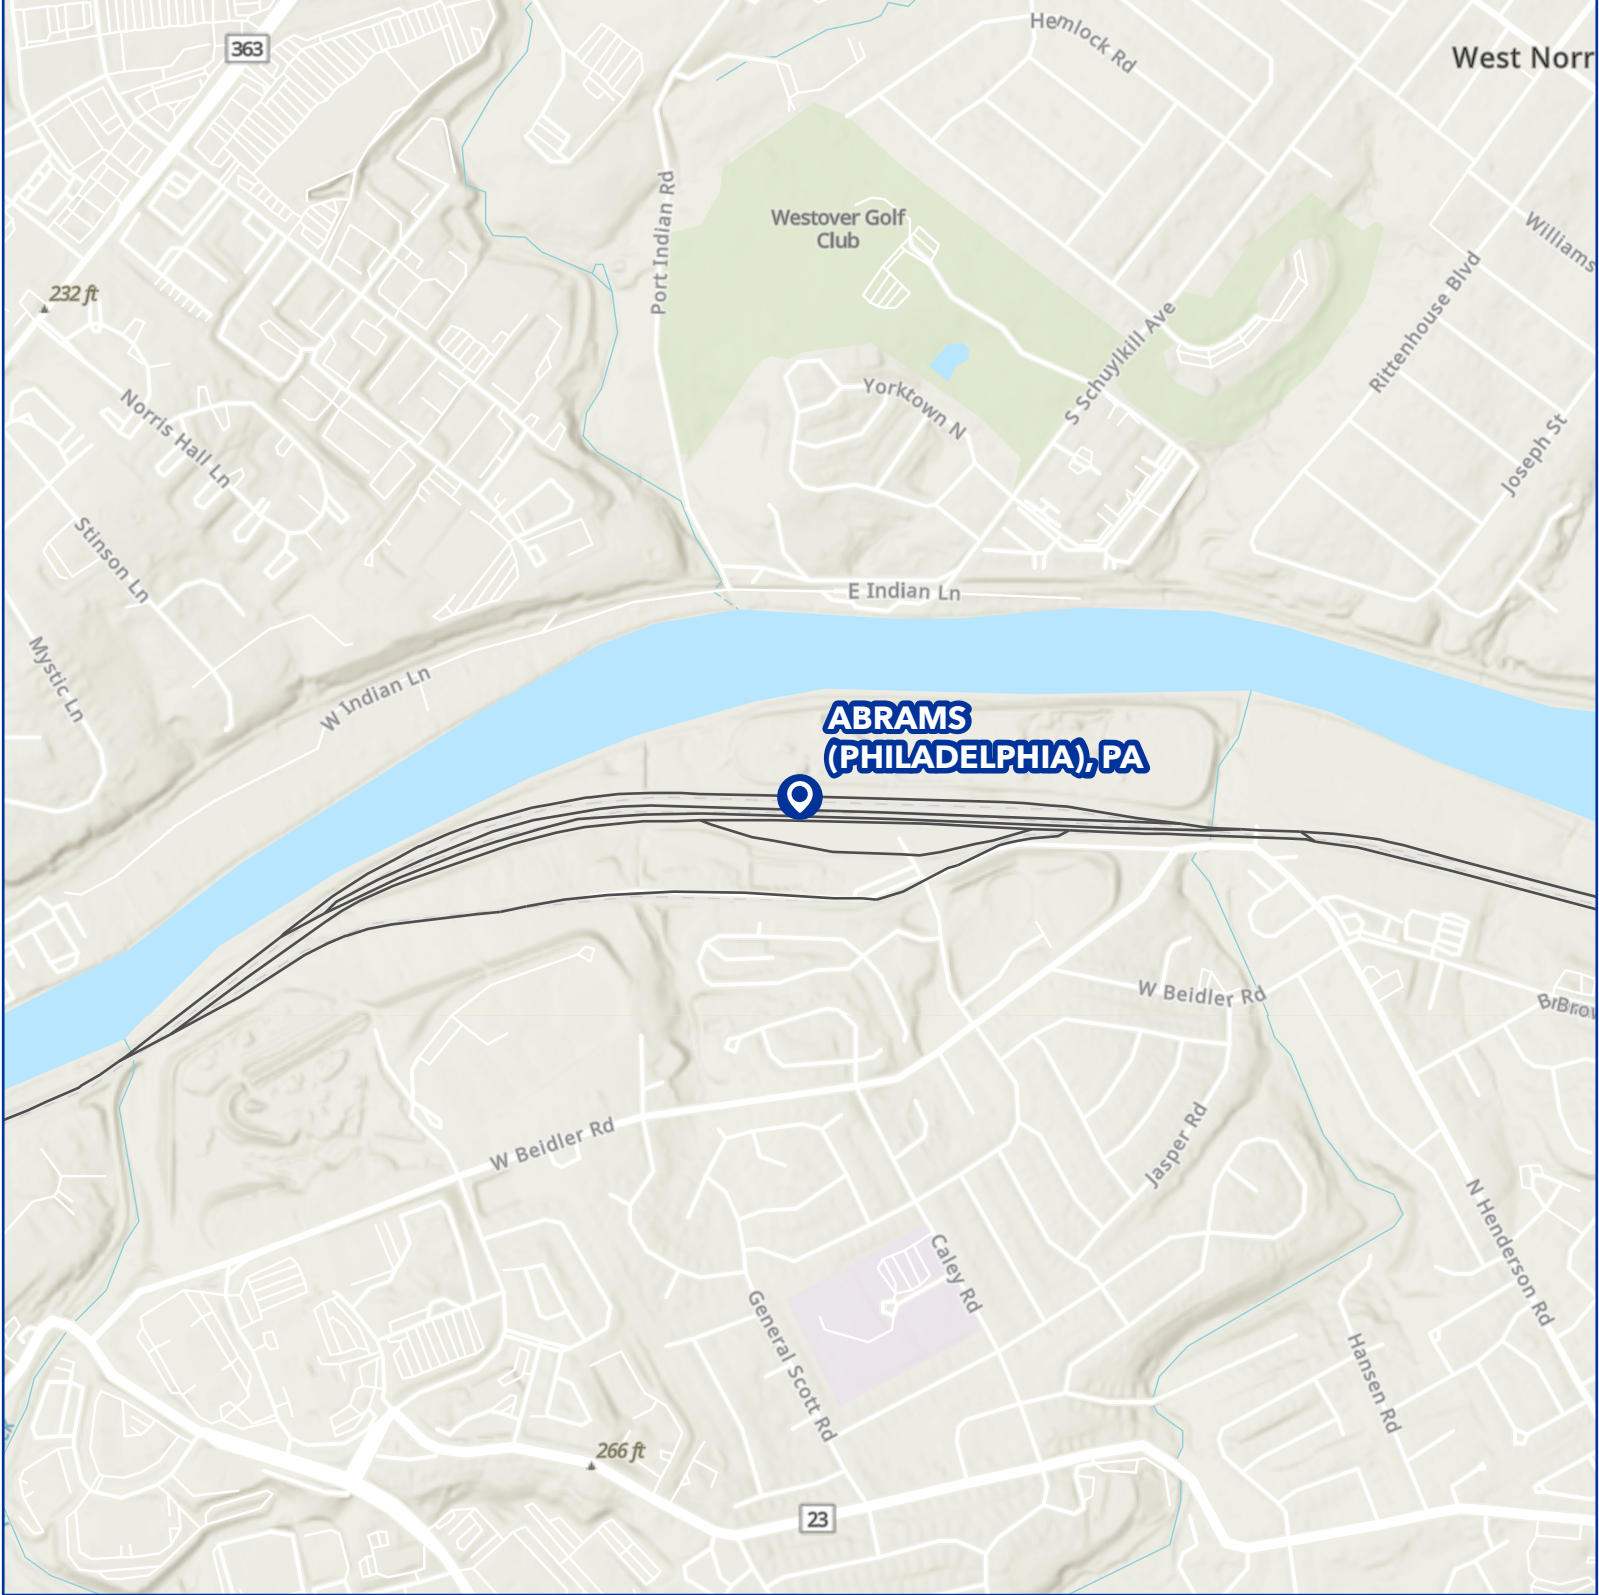 363
Hemlock Rd
West Norr
Port Indian Rd
Westover Golf
Club
Williams
Rittenhouse Blvd
232 ft
S Schuylkill Ave
Norris Hall Ln
Yorktown N
Joseph St
Stinson Ln
E Indian Ln
Mystic Ln
W Indian Ln
ABRAMS
(PHILADELPHIA), PA
W Beidler Rd
W Beidler Rd
Jasper Rd
N Henderson Rd
Caley Rd
General Scott Rd
Hansen Rd
266 ft
23